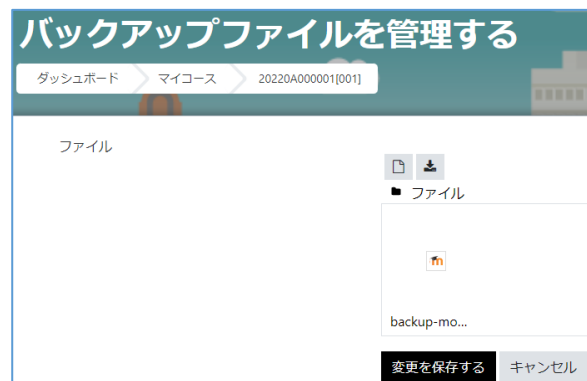 バックアップファイルを管理する
ダッシュボード マイコース 20220A000001[001]
ファイル
ファイル
backup-mo...
変更を保存する キャンセル